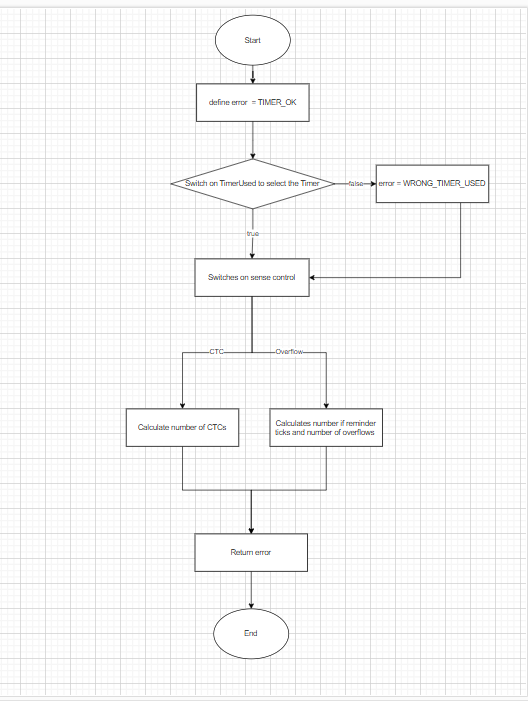 Start
define error = TIMER_OK
Switch on TimerUsed to select the Timer
false
error = WRONG_TIMER_USED
true
Switches on sense control
CTC
Overflow
Calculate number of CTCs
Calculates number if reminder
ticks and number of overflows
Return error
End